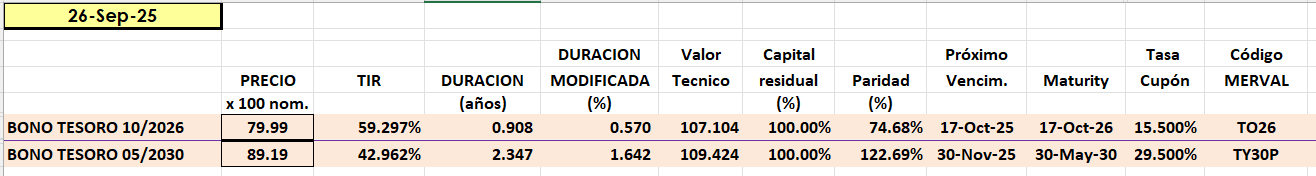 26-Sep-25
DURACION Valor Capital Próximo Tasa Código
PRECIO TIR DURACION MODIFICADA Tecnico residual Paridad Vencim. Maturity Cupón MERVAL
x 100 nom. (años) (%) (%) (%)
BONO TESORO 10/2026 79.99 59.297% 0.908 0.570 107.104 100.00% 74.68% 17-Oct-25 17-Oct-26 15.500% TO26
BONO TESORO 05/2030 89.19 42.962% 2.347 1.642 109.424 100.00% 122.69% 30-Nov-25 30-May-30 29.500% TY30P